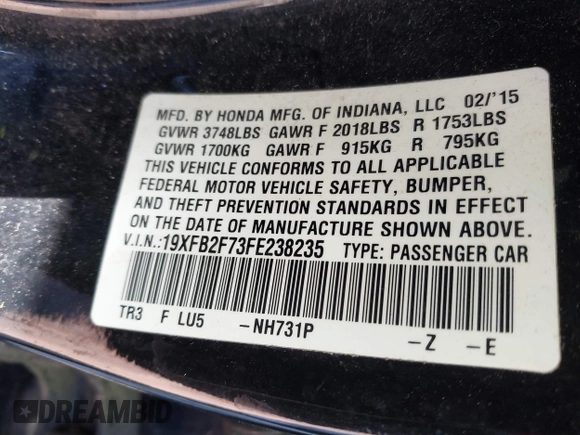 MFD. BY HONDA MFG. OF INDIANA, LLC 02/'15
GVWR 3748LBS GAWR F 2018LBS R 1753LBS
GVWR 1700KG GAWR F 915KG R 795KG
THIS VEHICLE CONFORMS TO ALL APPLICABLE
FEDERAL MOTOR VEHICLE SAFETY, BUMPER,
AND THEFT PREVENTION STANDARDS IN EFFECT
ON THE DATE OF MANUFACTURE SHOWN ABOVE.
V.I.N.:19XFB2F73FE238235 TYPE: PASSENGER CAR
TR3 F LU5 -NH731P -Z -E
DREAMBID